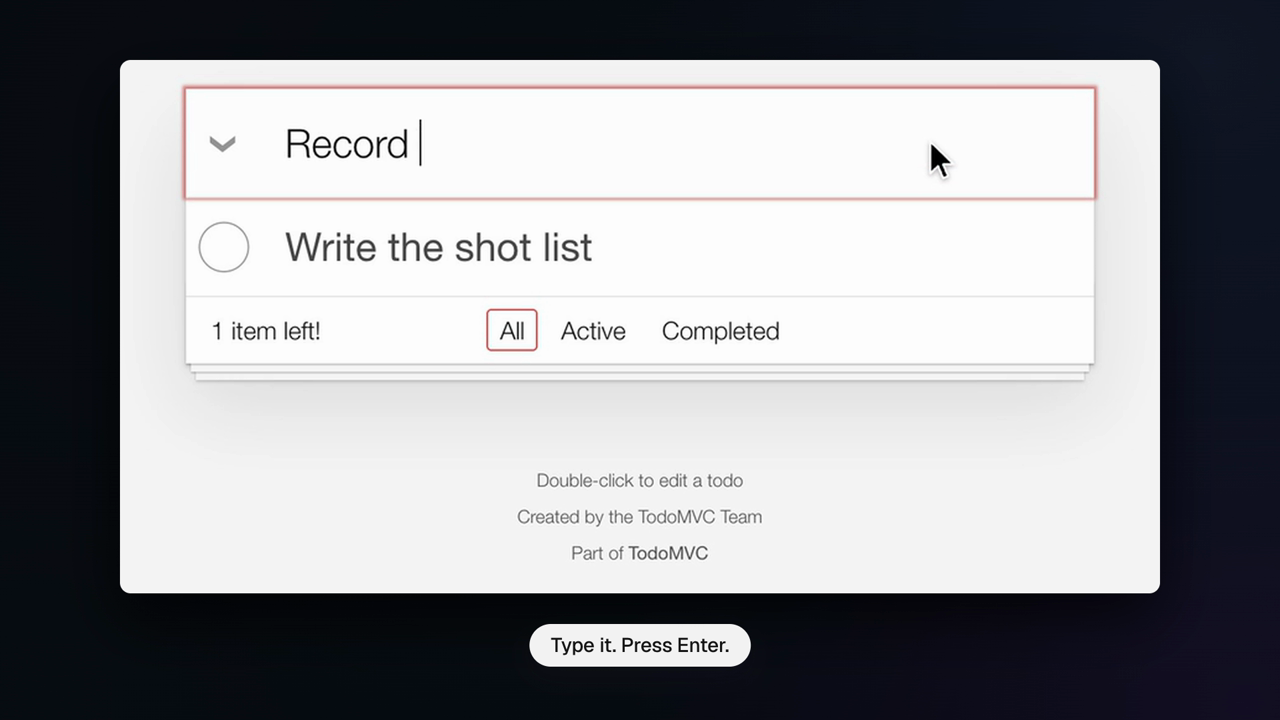 Record
Write the shot list
1 item left!
All
Active
Completed
Double-click to edit a todo
Created by the TodoMVC Team
Part of TodoMVC
Type it. Press Enter.